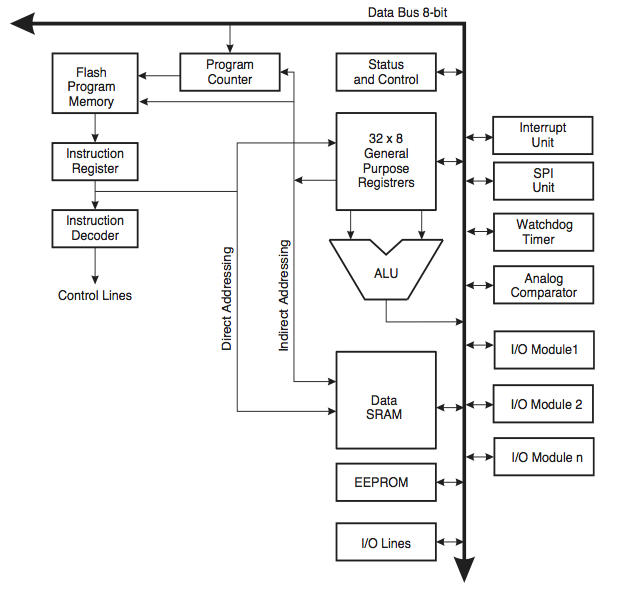 Data Bus 8-bit
Flash
Program
Memory
Program
Counter
Status
and Control
Instruction
Register
32 x 8
General
Purpose
Registrers
Interrupt
Unit
SPI
Unit
Instruction
Decoder
Watchdog
Timer
ALU
Analog
Comparator
Control Lines
Direct Addressing
Indirect Addressing
I/O Module1
Data
SRAM
I/O Module 2
I/O Module n
EEPROM
I/O Lines